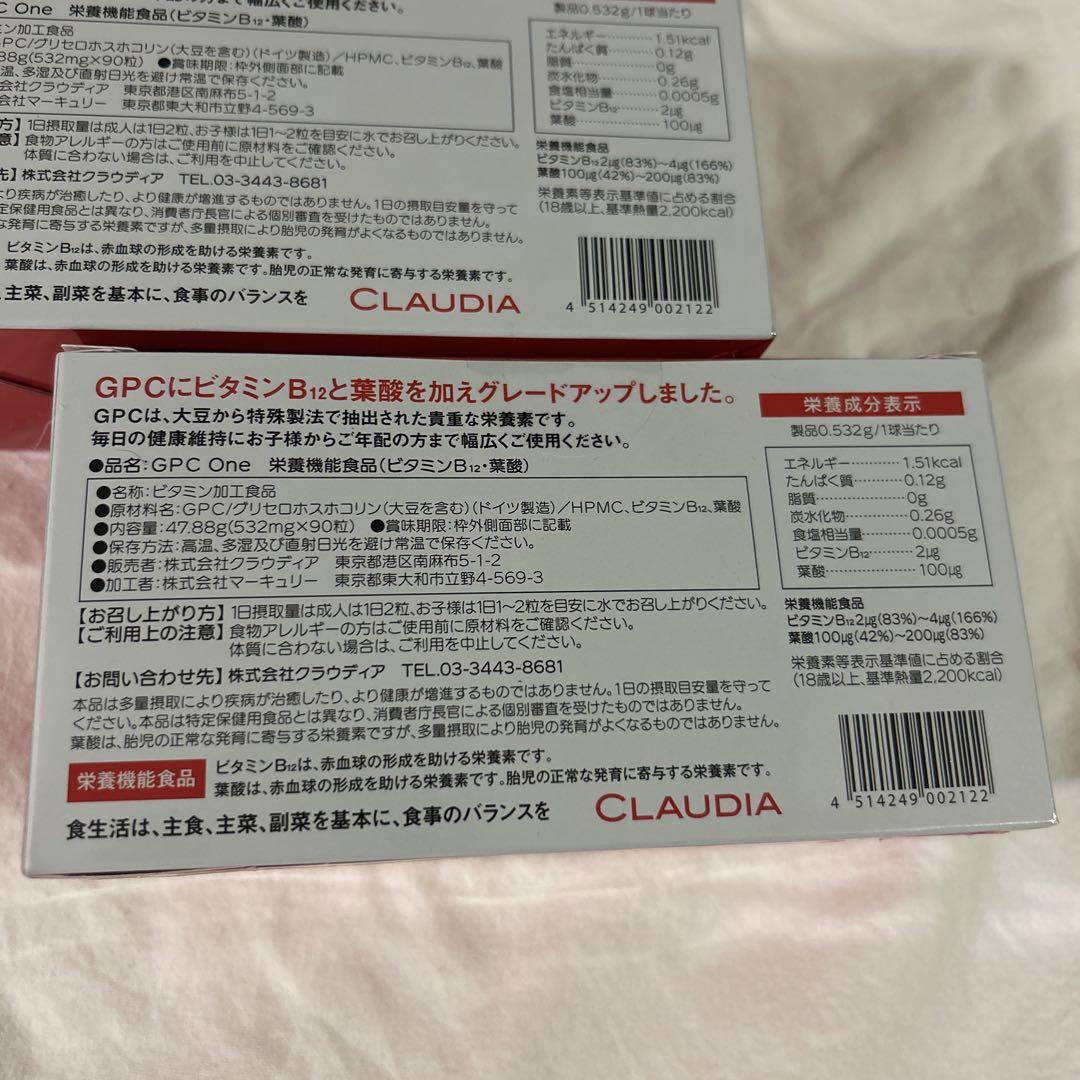 C One 栄養機能食品(ビタミンB12・葉酸)
ミン加工食品
PC/グリセロホスホコリン(大豆を含む)(ドイツ製造)/HPMC、ビタミンB12、葉酸
88g(532mg×90粒) ●賞味期限:枠外側面部に記載
温、多湿及び直射日光を避け常温で保存ください。
会社クラウディア 東京都港区南麻布5-1-2
会社マーキュリー 東京都東大和市立野4-569-3
方】1日摂取量は成人は1日2粒、お子様は1日1〜2粒を目安に水でお召し上がりください。
意】食物アレルギーの方はご使用前に原材料をご確認ください。
体質に合わない場合は、ご利用を中止してください。
先】株式会社クラウディア TEL.03-3443-8681
より疾病が治癒したり、より健康が増進するものではありません。1日の摂取目安量を守って
定保健用食品とは異なり、消費者庁長官による個別審査を受けたものではありません。
な発育に寄与する栄養素ですが、多量摂取により胎児の発育がよくなるものではありません。
ビタミンB12は、赤血球の形成を助ける栄養素です。
葉酸は、赤血球の形成を助ける栄養素です。胎児の正常な発育に寄与する栄養素です。
、主菜、副菜を基本に、食事のバランスを
CLAUDIA
製品0.532g/1球当たり
エネルギー………… 1.51kcal
たんぱく質………… 0.12g
脂質………………… 0g
炭水化物…………… 0.26g
食塩相当量………… 0.0005g
ビタミンB12……… 2μg
葉酸………………… 100μg
栄養機能食品
ビタミンB12 2μg(83%)〜4μg(166%)
葉酸100μg(42%)〜200μg(83%)
栄養素等表示基準値に占める割合
(18歳以上、基準熱量2,200kcal)
4 514249 002122
GPCにビタミンB12と葉酸を加えグレードアップしました。
GPCは、大豆から特殊製法で抽出された貴重な栄養素です。
毎日の健康維持にお子様からご年配の方まで幅広くご使用ください。
●品名:GPC One 栄養機能食品(ビタミンB12・葉酸)
●名称:ビタミン加工食品
●原材料名:GPC/グリセロホスホコリン(大豆を含む)(ドイツ製造)/HPMC、ビタミンB12、葉酸
●内容量:47.88g(532mg×90粒) ●賞味期限:枠外側面部に記載
●保存方法:高温、多湿及び直射日光を避け常温で保存ください。
●販売者:株式会社クラウディア 東京都港区南麻布5-1-2
●加工者:株式会社マーキュリー 東京都東大和市立野4-569-3
【お召し上がり方】1日摂取量は成人は1日2粒、お子様は1日1〜2粒を目安に水でお召し上がりください。
【ご利用上の注意】食物アレルギーの方はご使用前に原材料をご確認ください。
体質に合わない場合は、ご利用を中止してください。
【お問い合わせ先】株式会社クラウディア TEL.03-3443-8681
本品は多量摂取により疾病が治癒したり、より健康が増進するものではありません。1日の摂取目安量を守って
ください。本品は特定保健用食品とは異なり、消費者庁長官による個別審査を受けたものではありません。
葉酸は、胎児の正常な発育に寄与する栄養素ですが、多量摂取により胎児の発育がよくなるものではありません。
栄養機能食品
ビタミンB12は、赤血球の形成を助ける栄養素です。
葉酸は、赤血球の形成を助ける栄養素です。胎児の正常な発育に寄与する栄養素です。
食生活は、主食、主菜、副菜を基本に、食事のバランスを
CLAUDIA
栄養成分表示
製品0.532g/1球当たり
エネルギー………… 1.51kcal
たんぱく質………… 0.12g
脂質………………… 0g
炭水化物…………… 0.26g
食塩相当量………… 0.0005g
ビタミンB12……… 2μg
葉酸………………… 100μg
栄養機能食品
ビタミンB12 2μg(83%)〜4μg(166%)
葉酸100μg(42%)〜200μg(83%)
栄養素等表示基準値に占める割合
(18歳以上、基準熱量2,200kcal)
4 514249 002122